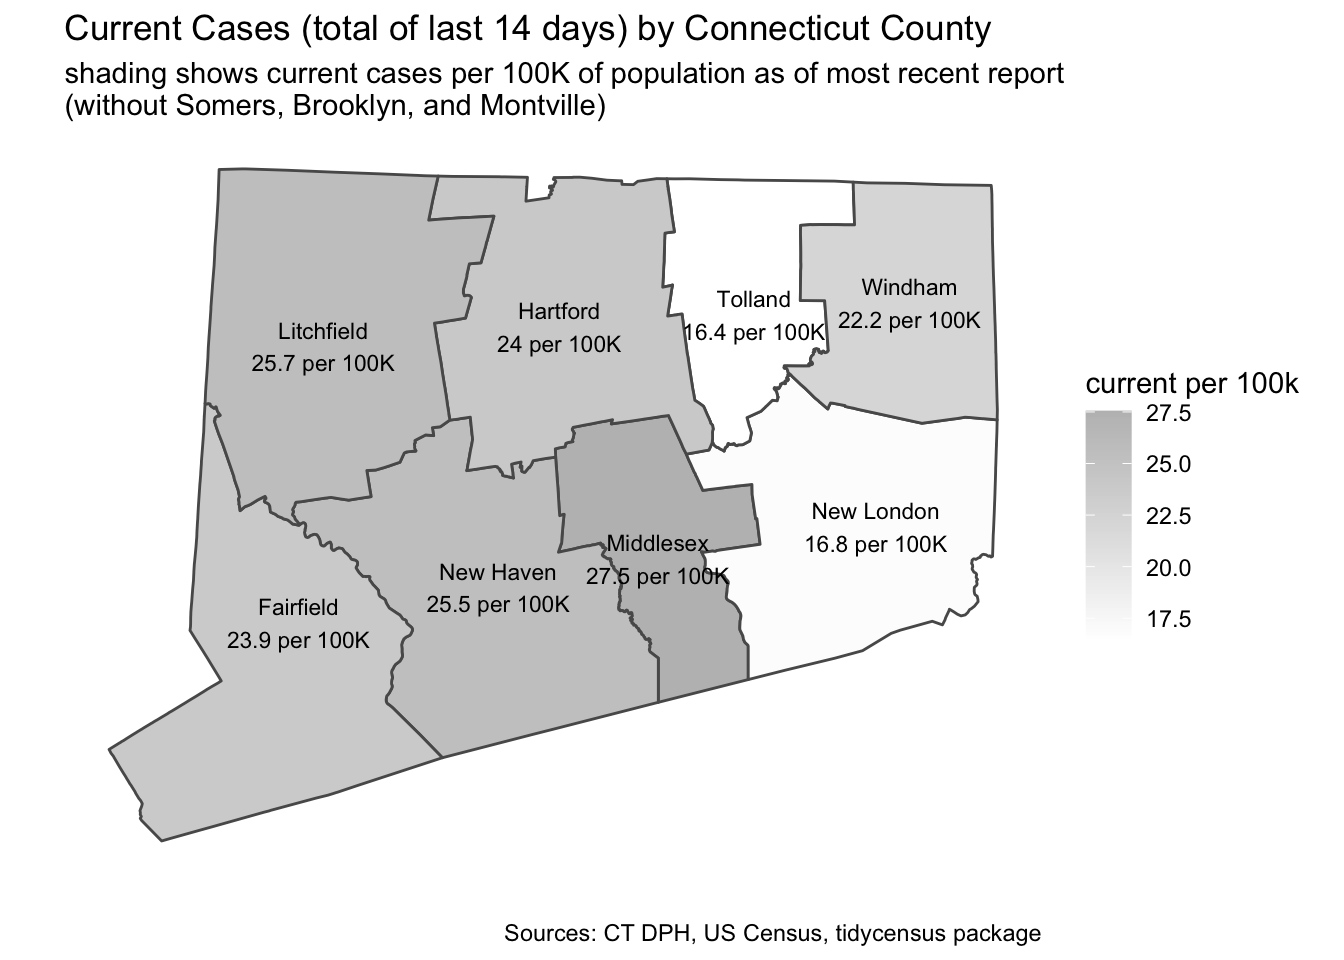 Current Cases (total of last 14 days) by Connecticut County
shading shows current cases per 100K of population as of most recent report
(without Somers, Brooklyn, and Montville)
Litchfield
25.7 per 100K
Hartford
24 per 100K
Tolland
16.4 per 100K
Windham
22.2 per 100K
New London
16.8 per 100K
Middlesex
27.5 per 100K
New Haven
25.5 per 100K
Fairfield
23.9 per 100K
current per 100k
27.5
25.0
22.5
20.0
17.5
Sources: CT DPH, US Census, tidycensus package